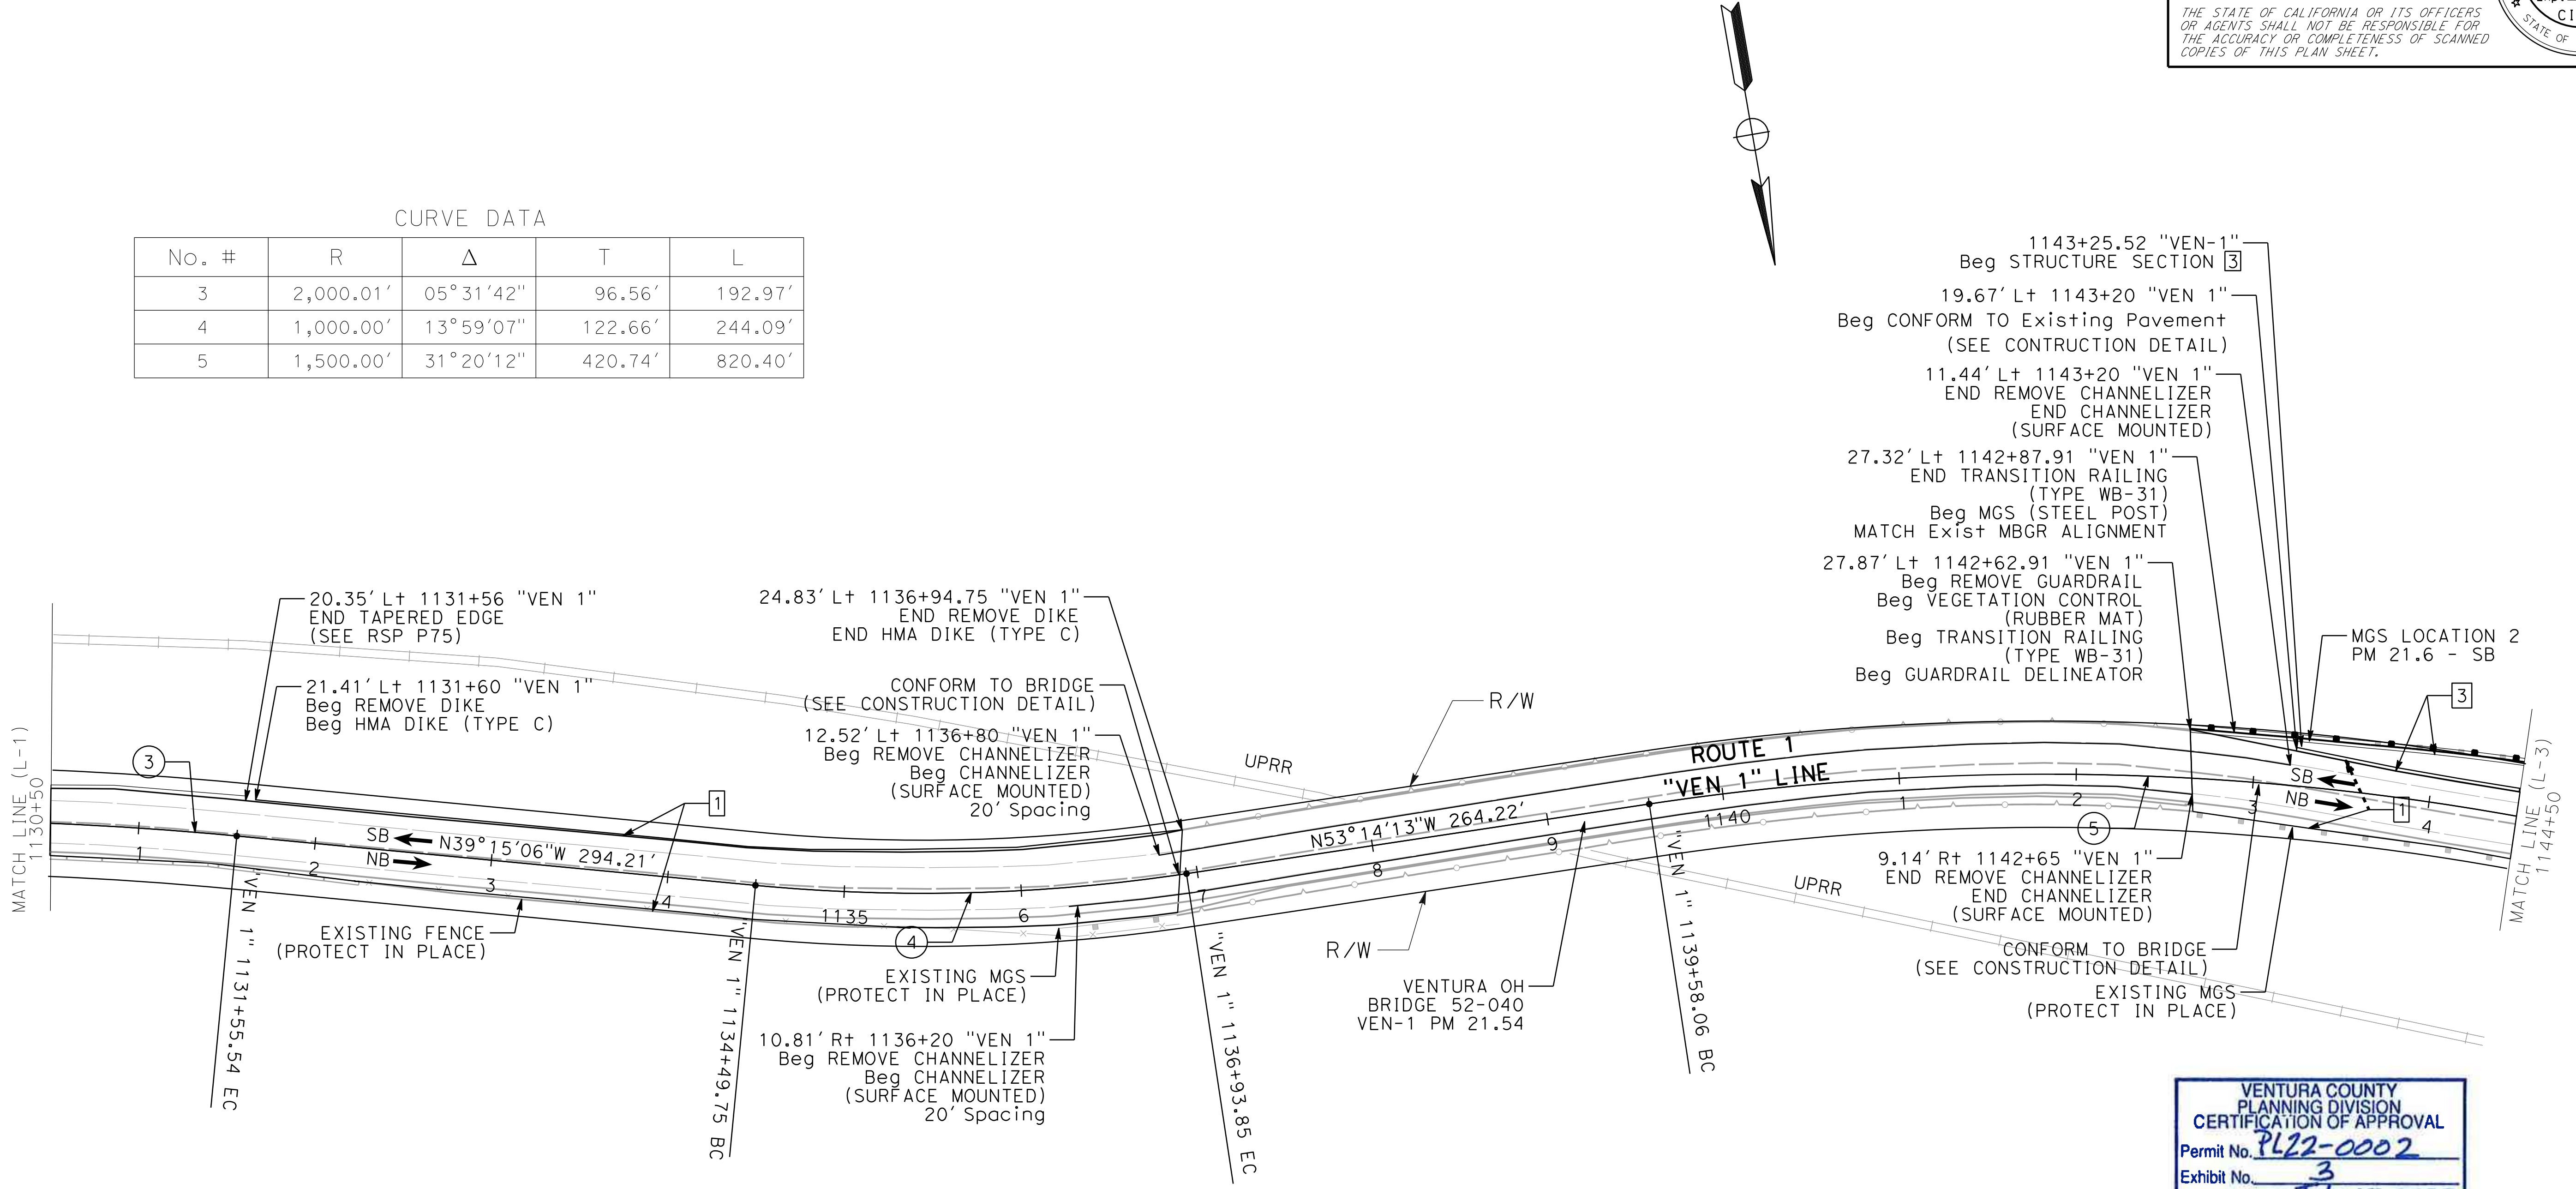 THE STATE OF CALIFORNIA OR ITS OFFICERS
OR AGENTS SHALL NOT BE RESPONSIBLE FOR
THE ACCURACY OR COMPLETENESS OF SCANNED
COPIES OF THIS PLAN SHEET.
STATE OF
CI
CURVE DATA
No. # R Δ T L
3 2,000.01' 05°31'42" 96.56' 192.97'
4 1,000.00' 13°59'07" 122.66' 244.09'
5 1,500.00' 31°20'12" 420.74' 820.40'
1143+25.52 "VEN-1"
Beg STRUCTURE SECTION 3
19.67' Lt 1143+20 "VEN 1"
Beg CONFORM TO Existing Pavement
(SEE CONTRUCTION DETAIL)
11.44' Lt 1143+20 "VEN 1"
END REMOVE CHANNELIZER
END CHANNELIZER
(SURFACE MOUNTED)
27.32' Lt 1142+87.91 "VEN 1"
END TRANSITION RAILING
(TYPE WB-31)
Beg MGS (STEEL POST)
MATCH Exist MBGR ALIGNMENT
27.87' Lt 1142+62.91 "VEN 1"
Beg REMOVE GUARDRAIL
Beg VEGETATION CONTROL
(RUBBER MAT)
Beg TRANSITION RAILING
(TYPE WB-31)
Beg GUARDRAIL DELINEATOR
MGS LOCATION 2
PM 21.6 - SB
3
20.35' Lt 1131+56 "VEN 1"
END TAPERED EDGE
(SEE RSP P75)
21.41' Lt 1131+60 "VEN 1"
Beg REMOVE DIKE
Beg HMA DIKE (TYPE C)
24.83' Lt 1136+94.75 "VEN 1"
END REMOVE DIKE
END HMA DIKE (TYPE C)
CONFORM TO BRIDGE
(SEE CONSTRUCTION DETAIL)
12.52' Lt 1136+80 "VEN 1"
Beg REMOVE CHANNELIZER
Beg CHANNELIZER
(SURFACE MOUNTED)
20' Spacing
R/W
UPRR
ROUTE 1
"VEN 1" LINE
MATCH LINE (L-1)
1130+50
3
1
SB
N39°15'06"W 294.21'
NB
N53°14'13"W 264.22'
SB
NB
1
MATCH LINE (L-3)
1144+50
1
2
3
4
1135
6
7
8
9
1140
1
2
3
4
4
5
EXISTING FENCE
(PROTECT IN PLACE)
EXISTING MGS
(PROTECT IN PLACE)
10.81' Rt 1136+20 "VEN 1"
Beg REMOVE CHANNELIZER
Beg CHANNELIZER
(SURFACE MOUNTED)
20' Spacing
"VEN 1" 1131+55.54 EC
"VEN 1" 1134+49.75 BC
"VEN 1" 1136+93.85 EC
"VEN 1" 1139+58.06 BC
R/W
VENTURA OH
BRIDGE 52-040
VEN-1 PM 21.54
UPRR
9.14' Rt 1142+65 "VEN 1"
END REMOVE CHANNELIZER
END CHANNELIZER
(SURFACE MOUNTED)
CONFORM TO BRIDGE
(SEE CONSTRUCTION DETAIL)
EXISTING MGS
(PROTECT IN PLACE)
VENTURA COUNTY
PLANNING DIVISION
CERTIFICATION OF APPROVAL
Permit No. PL22-0002
Exhibit No. 3